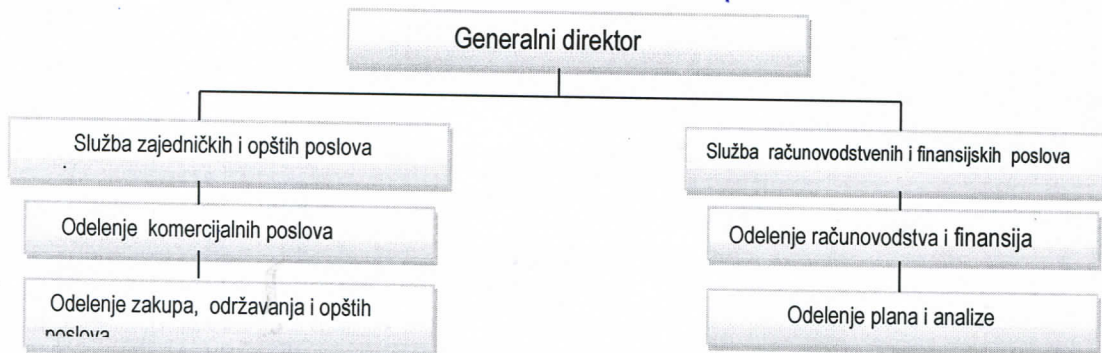 Generalni direktor
Služba zajedničkih i opštih poslova
Odelenje komercijalnih poslova
Odelenje zakupa, održavanja i opštih
poslova
Služba računovodstvenih i finansijskih poslova
Odelenje računovodstva i finansija
Odelenje plana i analize